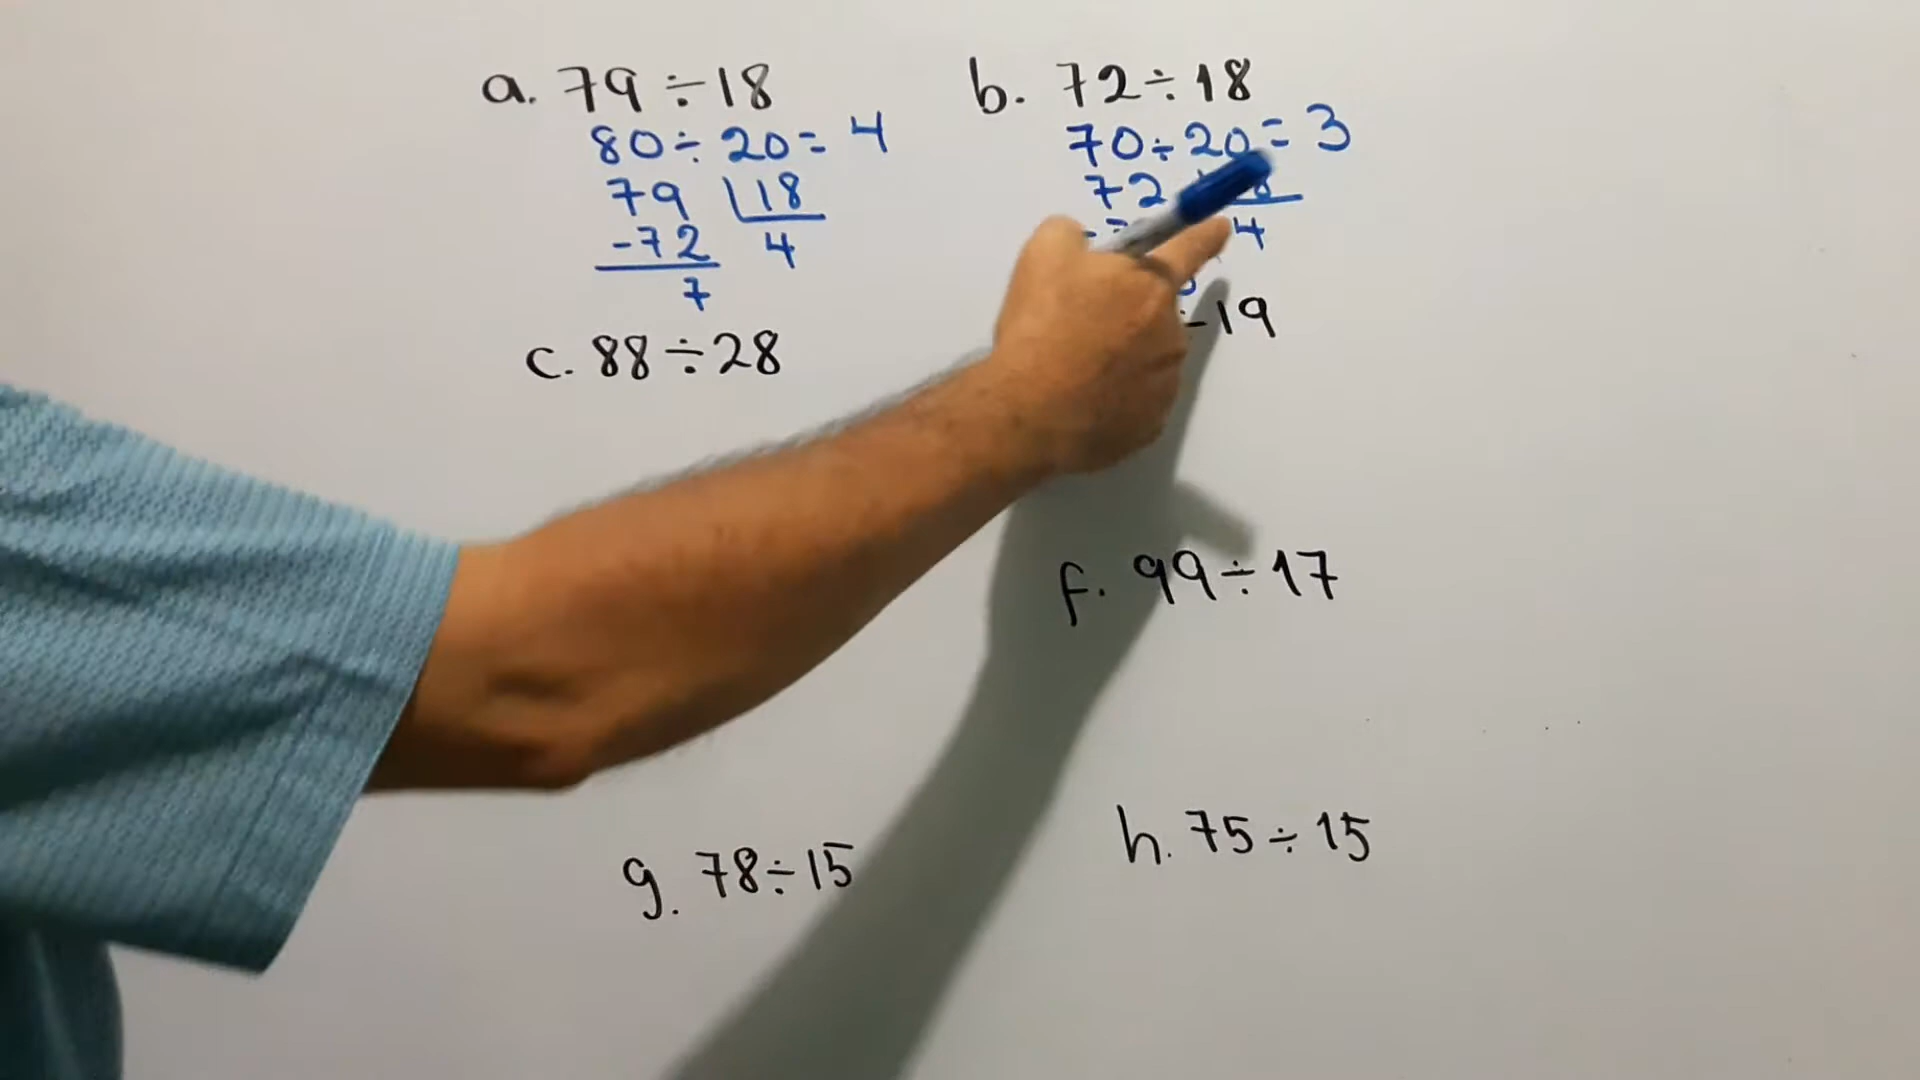 a. 79 ÷ 18
80 ÷ 20 = 4
79 18
-72 4
7
b. 72 ÷ 18
70 ÷ 20 = 3
72 8
4
÷ 19
c. 88 ÷ 28
f. 99 ÷ 17
g. 78 ÷ 15
h. 75 ÷ 15